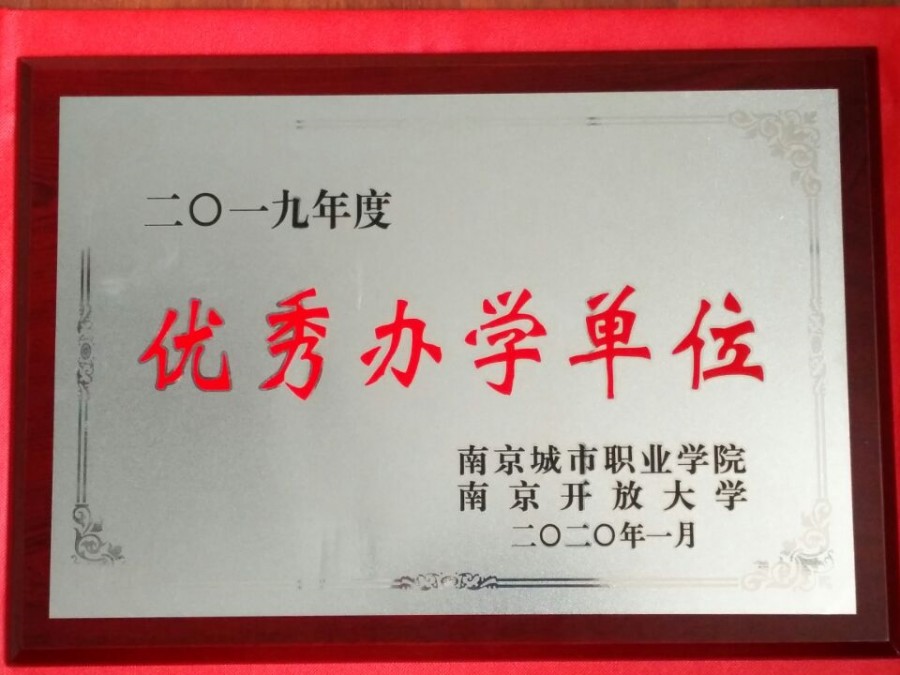 二〇一九年度
优秀办学单位
南京城市职业学院
南京开放大学
二〇二〇年一月